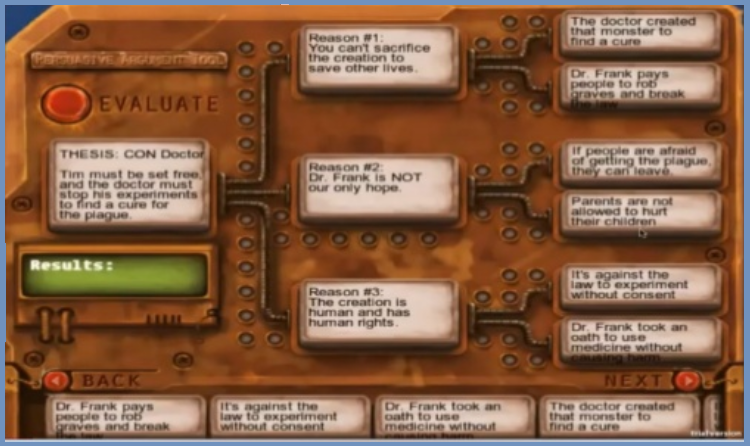 PERSUASIVE ARGUMENT TOOL
EVALUATE
THESIS: CON Doctor
Tim must be set free,
and the doctor must
stop his experiments
to find a cure for
the plague.
Results:
Reason #1:
You can't sacrifice
the creation to
save other lives.
The doctor created
that monster to
find a cure
Dr. Frank pays
people to rob
graves and break
the law
Reason #2:
Dr. Frank is NOT
our only hope.
If people are afraid
of getting the plague,
they can leave.
Parents are not
allowed to hurt
their children
Reason #3:
The creation is
human and has
human rights.
It's against the
law to experiment
without consent
Dr. Frank took an
oath to use
medicine without
causing harm
BACK
NEXT
Dr. Frank pays
people to rob
graves and break
the law
It's against the
law to experiment
without consent
Dr. Frank took an
oath to use
medicine without
causing harm
The doctor created
that monster to
find a cure